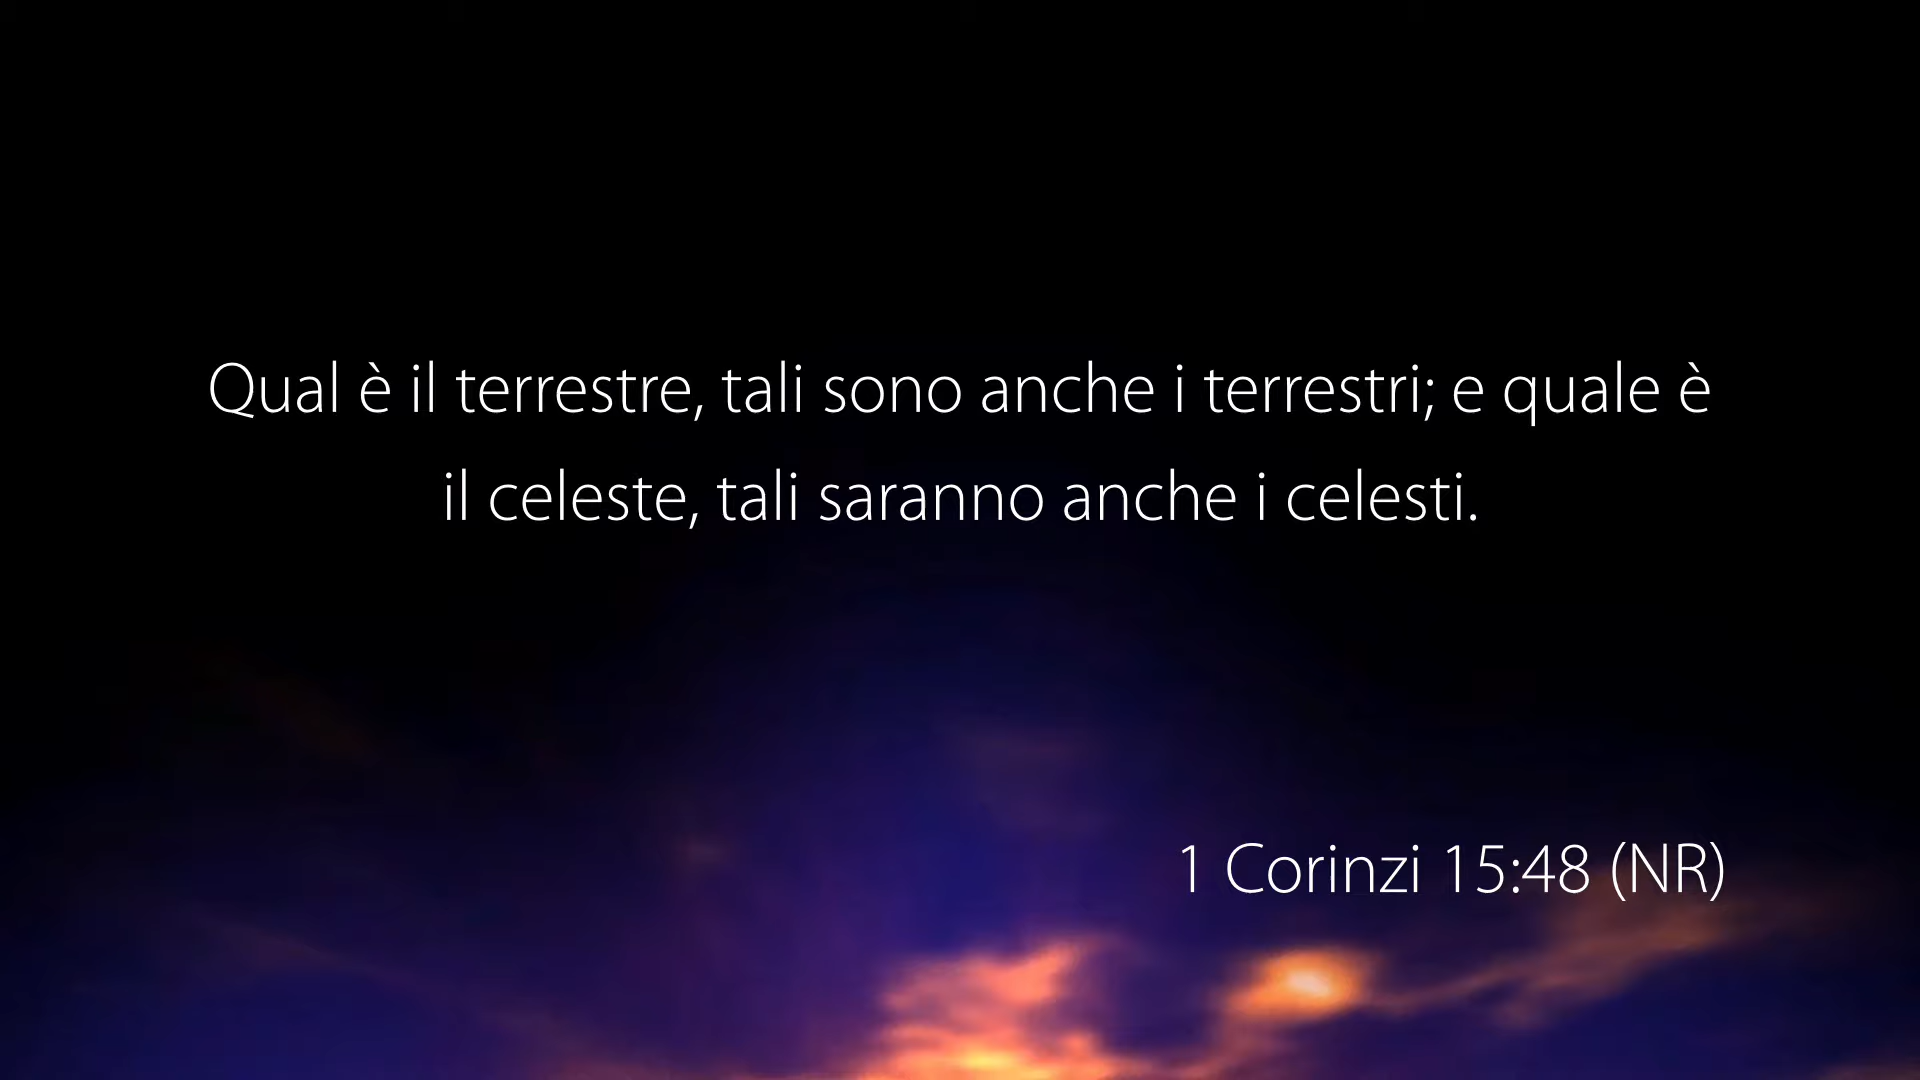 Qual è il terrestre, tali sono anche i terrestri; e quale è
il celeste, tali saranno anche i celesti.
1 Corinzi 15:48 (NR)